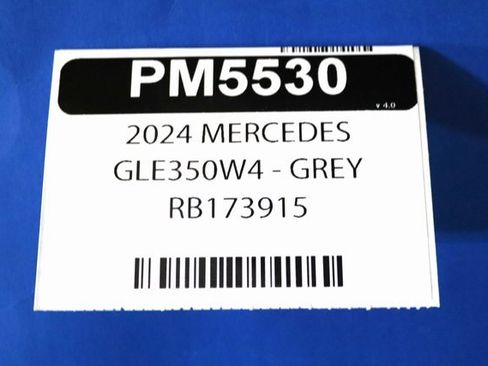 PM5530
v 4.0
2024 MERCEDES
GLE350W4 - GREY
RB173915